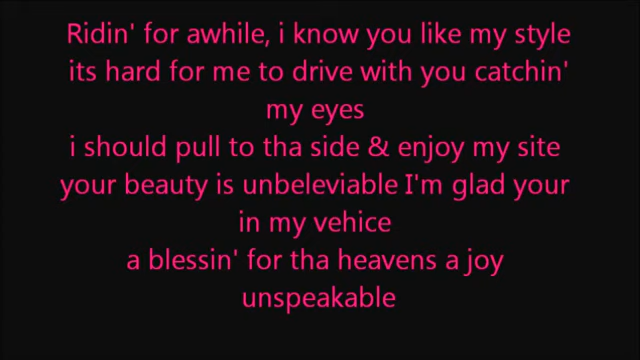 Ridin' for awhile, i know you like my style
its hard for me to drive with you catchin'
my eyes
i should pull to tha side & enjoy my site
your beauty is unbeleviable I'm glad your
in my vehice
a blessin' for tha heavens a joy
unspeakable